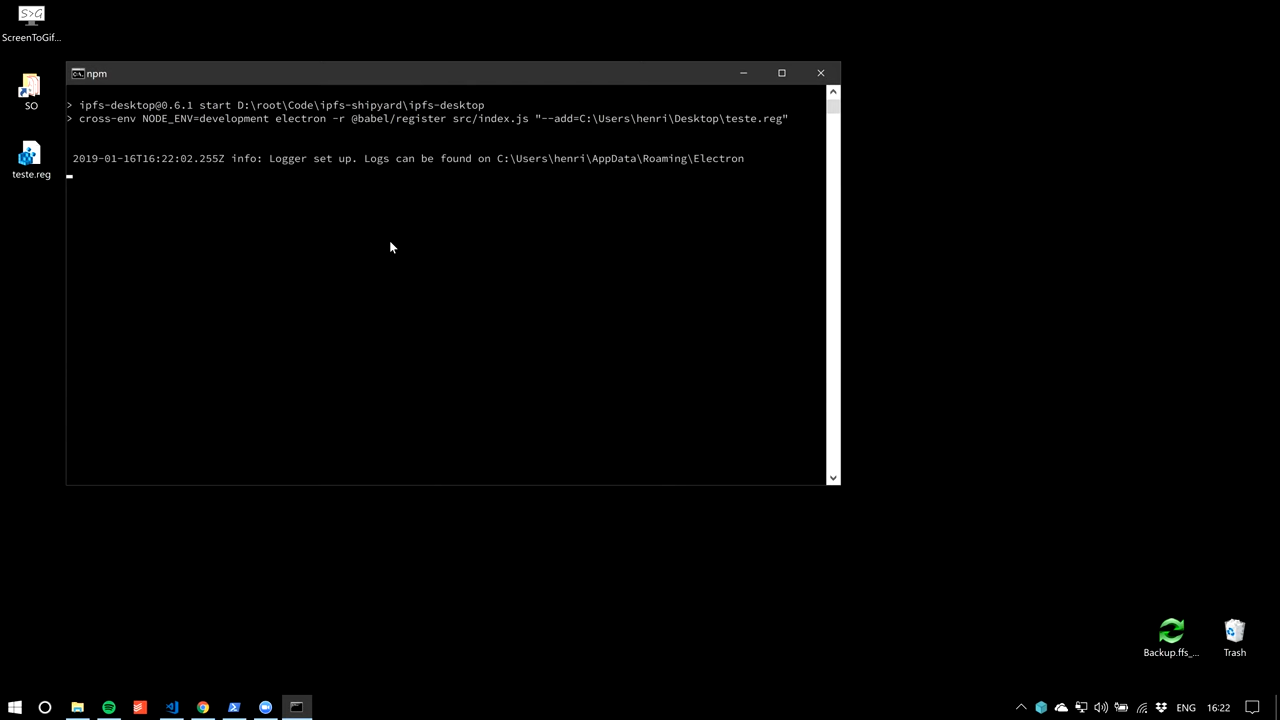 S>G
ScreenToGif...
SO
teste.reg
npm
> ipfs-desktop@0.6.1 start D:\root\Code\ipfs-shipyard\ipfs-desktop
> cross-env NODE_ENV=development electron -r @babel/register src/index.js "--add=C:\Users\henri\Desktop\teste.reg"
2019-01-16T16:22:02.255Z info: Logger set up. Logs can be found on C:\Users\henri\AppData\Roaming\Electron
Backup.ffs_...
Trash
ENG
16:22